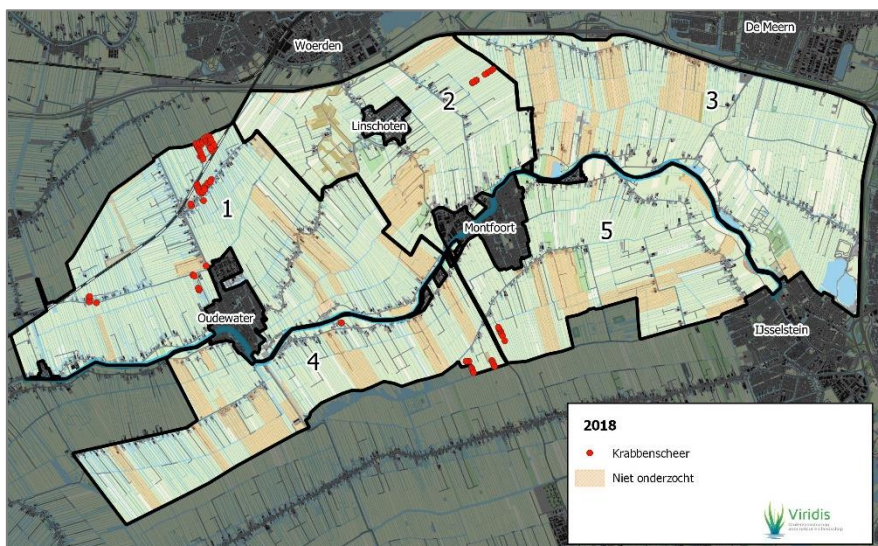 De Meern
Woerden
2
3
Linschoten
1
Montfoort
5
Oudewater
IJsselstein
4
2018
Krabbenscheer
Niet onderzocht
Viridis